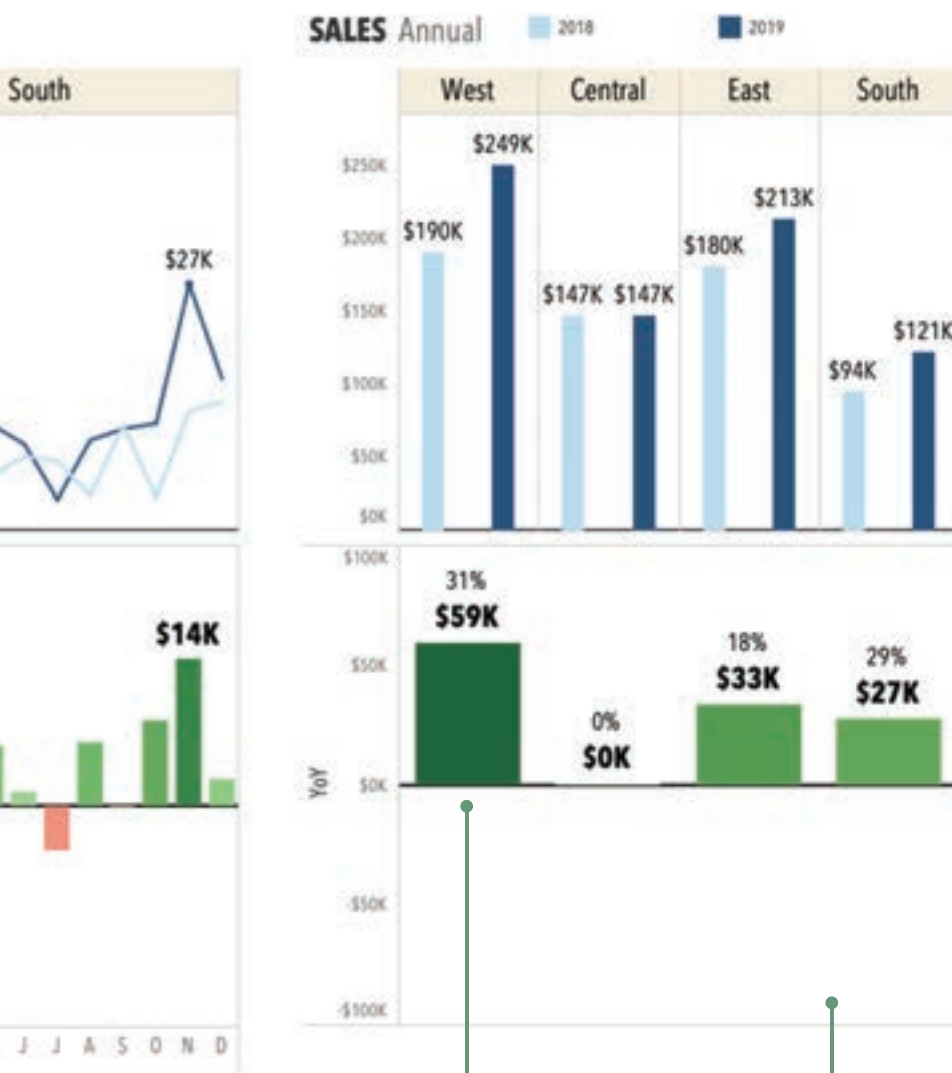 South
$27K
$14K
J J A S O N D
SALES Annual 2018 2019
West Central East South
$250K
$200K
$150K
$100K
$50K
$0K
$190K $249K
$147K $147K
$180K $213K
$94K $121K
YoY
$100K
$50K
$0K
-$50K
-$100K
31%
$59K
0%
$0K
18%
$33K
29%
$27K